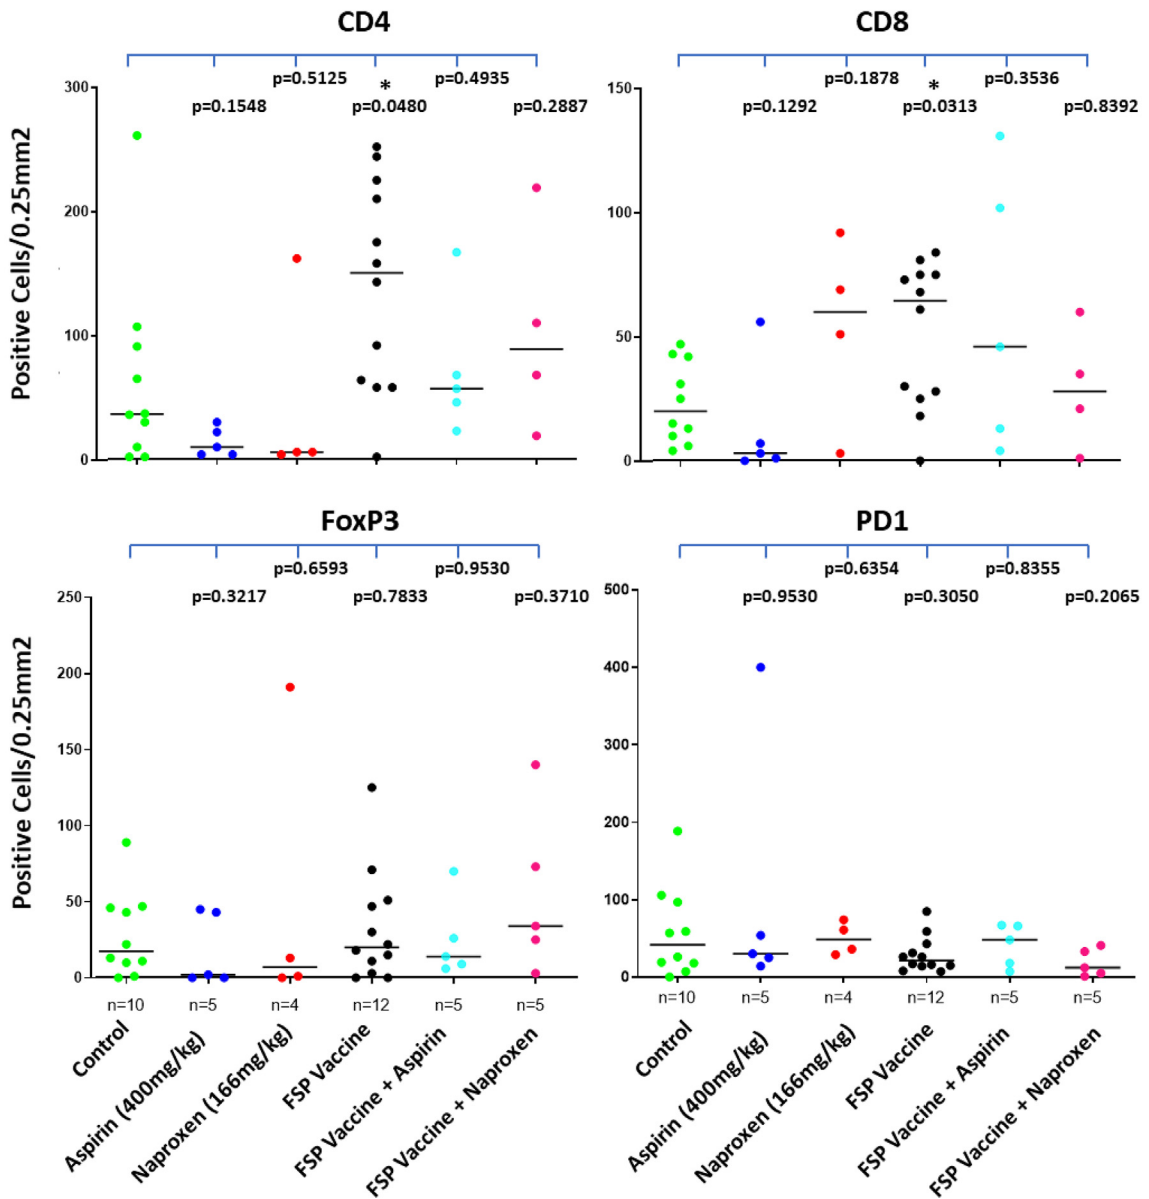 CD4
CD8
p=0.5125
*
p=0.4935
p=0.1548
p=0.0480
p=0.2887
p=0.1878
*
p=0.3536
p=0.1292
p=0.0313
p=0.8392
Positive Cells/0.25mm2
300
200
100
0
150
100
50
0
FoxP3
PD1
p=0.6593
p=0.9530
p=0.3217
p=0.7833
p=0.3710
p=0.6354
p=0.8355
p=0.9530
p=0.3050
p=0.2065
Positive Cells/0.25mm2
250
200
150
100
50
0
500
400
300
200
100
0
n=10
n=5
n=4
n=12
n=5
n=5
n=10
n=5
n=4
n=12
n=5
n=5
Control
Aspirin (400mg/kg)
Naproxen (166mg/kg)
FSP Vaccine
FSP Vaccine + Aspirin
FSP Vaccine + Naproxen
Control
Aspirin (400mg/kg)
Naproxen (166mg/kg)
FSP Vaccine
FSP Vaccine + Aspirin
FSP Vaccine + Naproxen